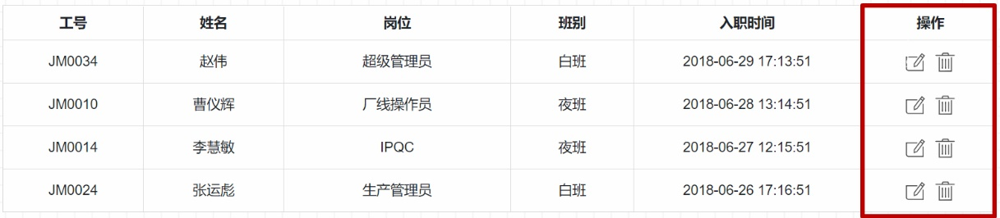 工号 姓名 岗位 班别 入职时间 操作
JM0034 赵伟 超级管理员 白班 2018-06-29 17:13:51
JM0010 曹仪辉 厂线操作员 夜班 2018-06-28 13:14:51
JM0014 李慧敏 IPQC 夜班 2018-06-27 12:15:51
JM0024 张运彪 生产管理员 白班 2018-06-26 17:16:51